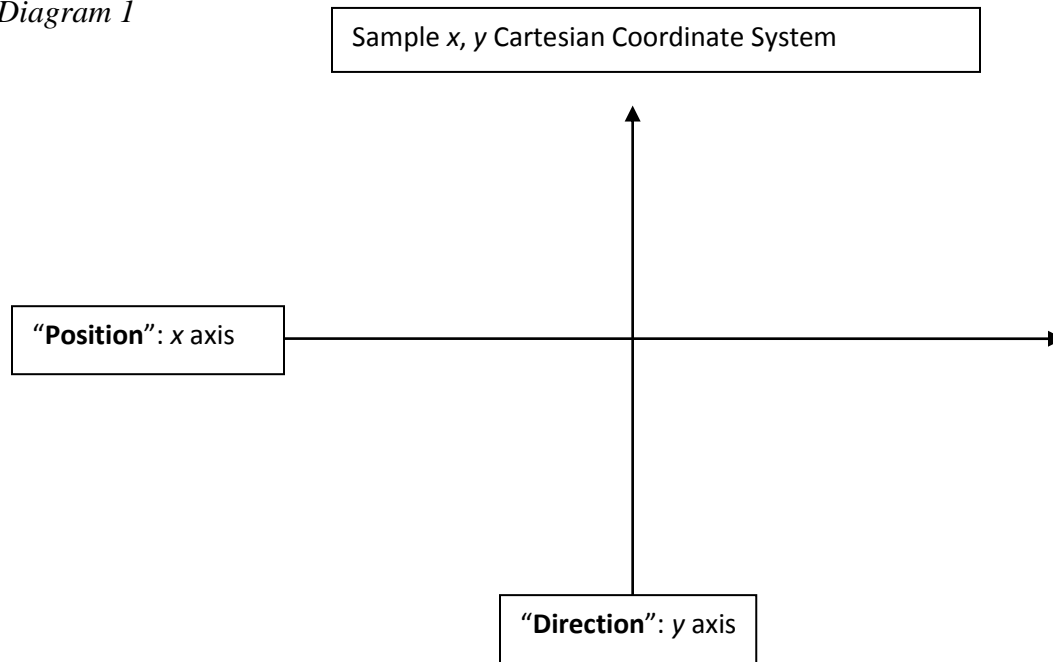 Diagram 1
Sample x, y Cartesian Coordinate System
“Position”: x axis
“Direction”: y axis